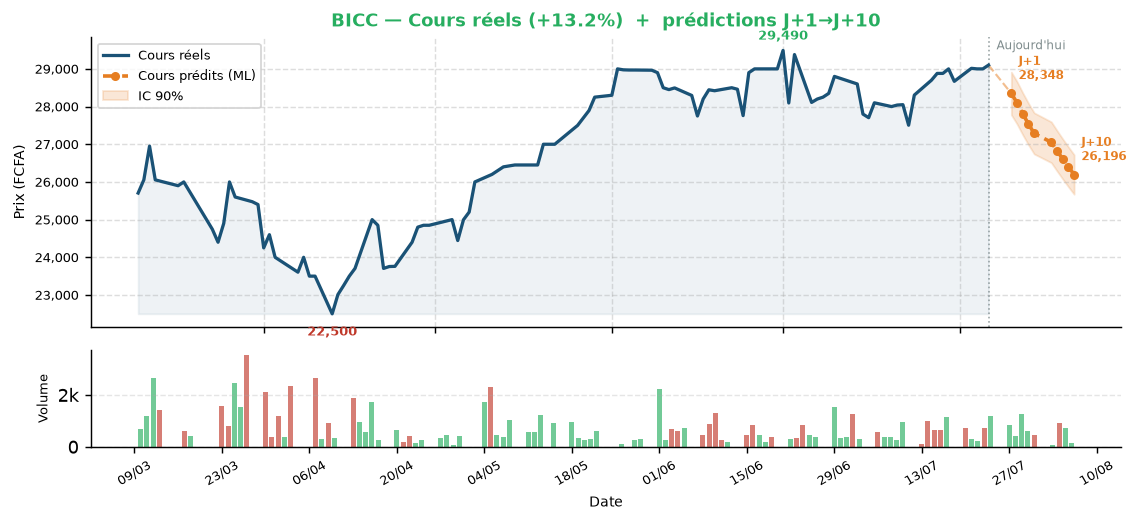 BICC — Cours réels (+13.2%)  +  prédictions J+1→J+10
29,490
Aujourd'hui
Cours réels
Cours prédits (ML)
IC 90%
J+1
28,348
J+10
26,196
29,000
28,000
27,000
26,000
25,000
24,000
23,000
Prix (FCFA)
22,500
2k
0
Volume
09/03
23/03
06/04
20/04
04/05
18/05
01/06
15/06
29/06
13/07
27/07
10/08
Date